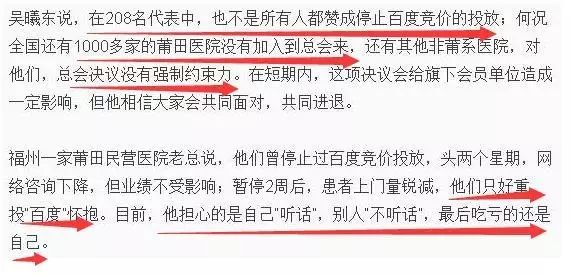 吴曦东说，在208名代表中，也不是所有人都赞成停止百度竞价的投放；何况
全国还有1000多家的莆田医院没有加入到总会来，还有其他非莆系医院，对
他们，总会决议没有强制约束力。在短期内，这项决议会给旗下会员单位造成
一定影响，但他相信大家会共同面对，共同进退。
福州一家莆田民营医院老总说，他们曾停止过百度竞价投放，头两个星期，网
络咨询下降，但业绩不受影响；暂停2周后，患者上门量锐减，他们只好重
投"百度"怀抱。目前，他担心的是自己"听话"，别人"不听话"，最后吃亏的还是
自己。